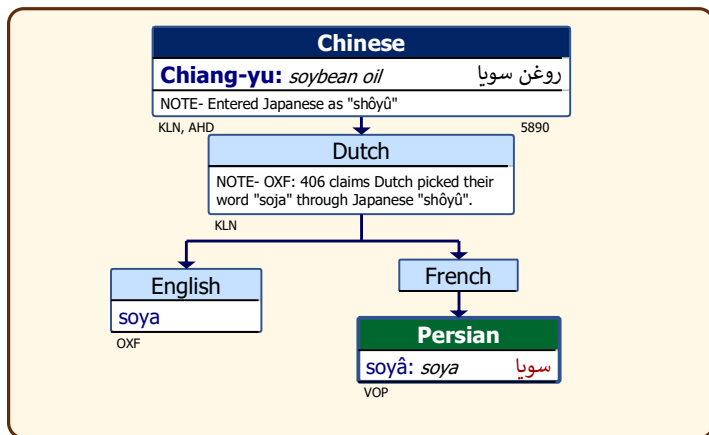 Chinese
Chiang-yu: soybean oil روغن سویا
NOTE- Entered Japanese as "shôyû"
KLN, AHD 5890
Dutch
NOTE- OXF: 406 claims Dutch picked their
word "soja" through Japanese "shôyû".
KLN
English
soya
OXF
French
Persian
soyâ: soya سویا
VOP